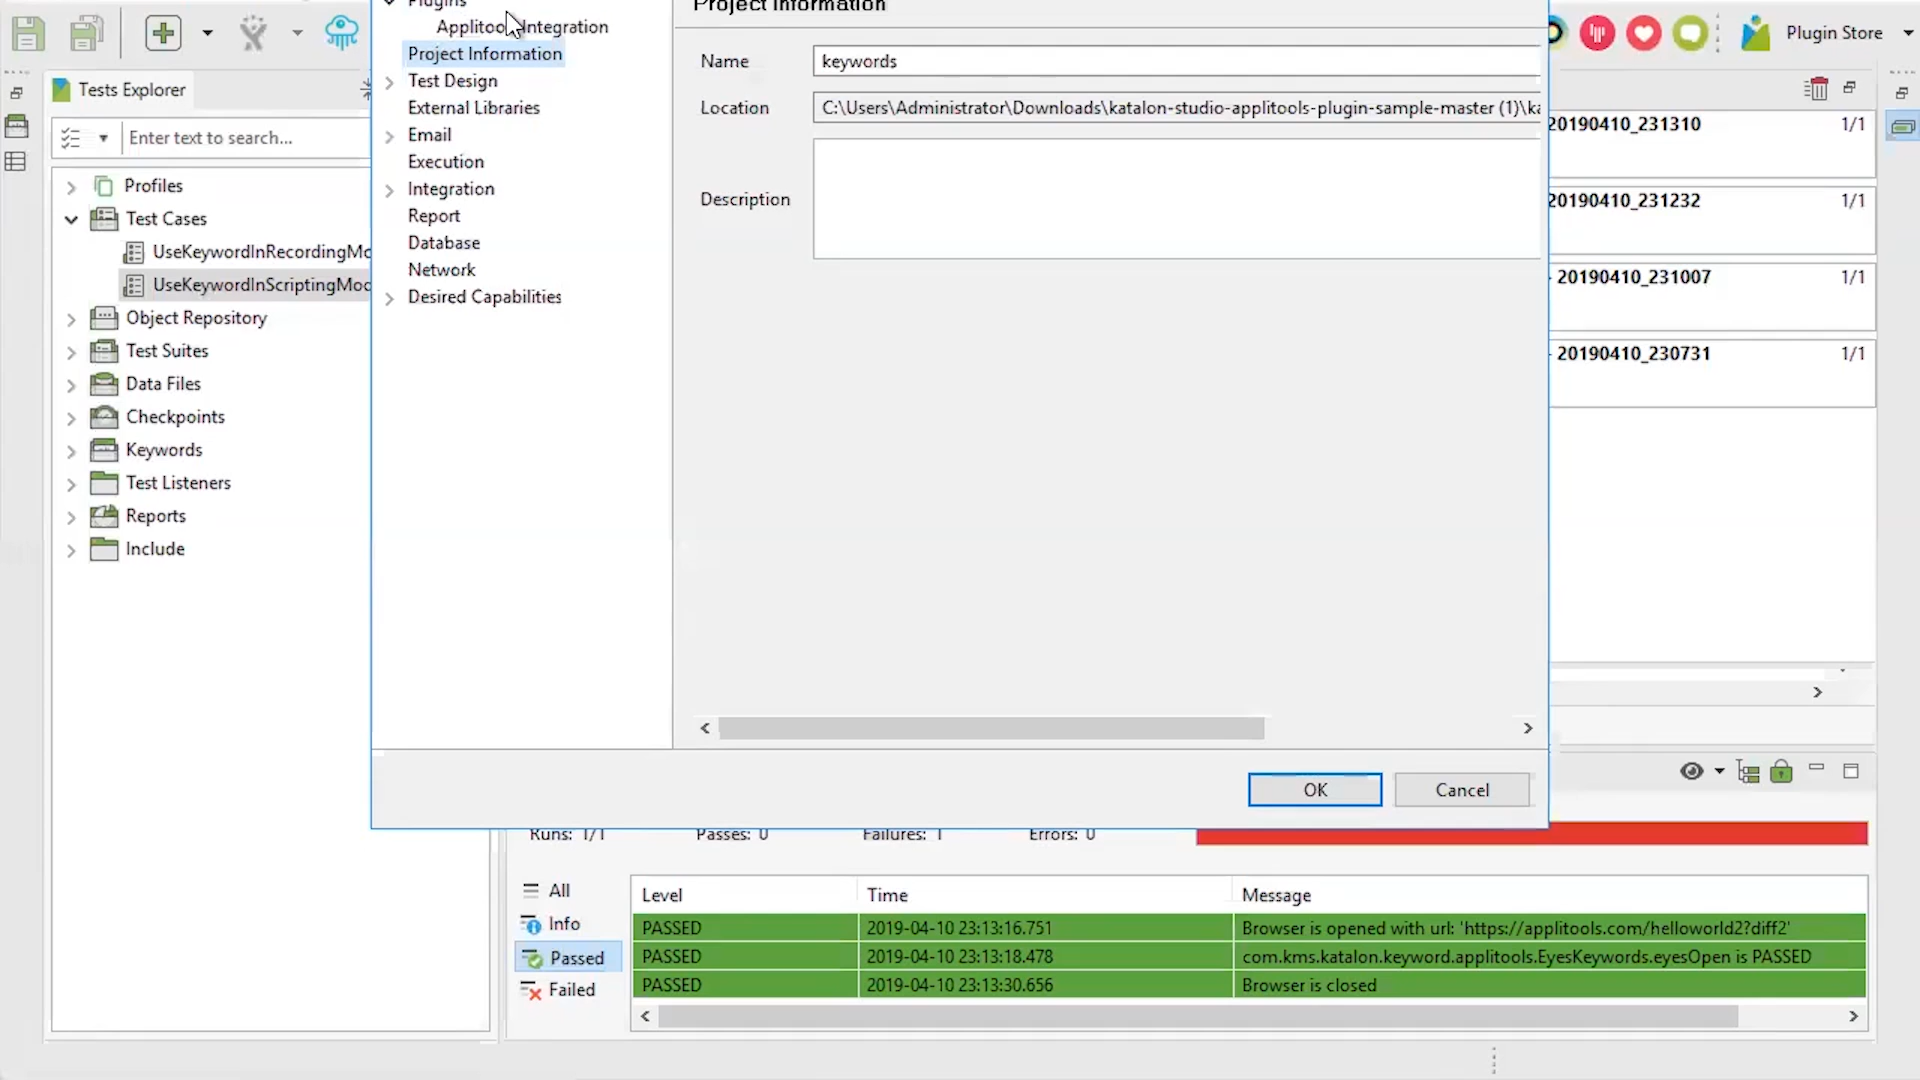 Plugins
Project Information
Plugin Store
Applitools Integration
Project Information
Name
keywords
Tests Explorer
Test Design
External Libraries
Location
C:\Users\Administrator\Downloads\katalon-studio-applitools-plugin-sample-master (1)\ka
20190410_231310
1/1
Enter text to search...
Email
Execution
Profiles
Integration
Description
20190410_231232
1/1
Test Cases
Report
UseKeywordInRecordingMo
Database
UseKeywordInScriptingMod
Network
20190410_231007
1/1
Object Repository
Desired Capabilities
Test Suites
20190410_230731
1/1
Data Files
Checkpoints
Keywords
Test Listeners
Reports
Include
OK
Cancel
Runs: 1/1
Passes: 0
Failures: 1
Errors: 0
All
Info
Passed
Failed
Level
Time
Message
PASSED
2019-04-10 23:13:16.751
Browser is opened with url: 'https://applitools.com/helloworld2?diff2'
PASSED
2019-04-10 23:13:18.478
com.kms.katalon.keyword.applitools.EyesKeywords.eyesOpen is PASSED
PASSED
2019-04-10 23:13:30.656
Browser is closed